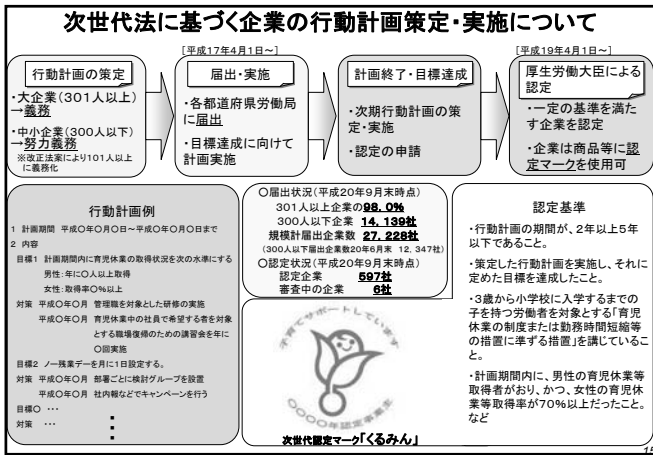 次世代法に基づく企業の行動計画策定・実施について
[平成17年4月1日～]
[平成19年4月1日～]
行動計画の策定
・大企業(301人以上)
→義務
・中小企業(300人以下)
→努力義務
※改正法案により101人以上
に義務化
届出・実施
・各都道府県労働局
に届出
・目標達成に向けて
計画実施
計画終了・目標達成
・次期行動計画の策
定・実施
・認定の申請
厚生労働大臣による
認定
・一定の基準を満た
す企業を認定
・企業は商品等に認
定マークを使用可
行動計画例
1 計画期間 平成○年○月○日～平成○年○月○日まで
2 内容
目標1 計画期間内に育児休業の取得状況を次の水準にする
男性：年に○人以上取得
女性：取得率○％以上
対策 平成○年○月 管理職を対象とした研修の実施
平成○年○月 育児休業中の社員で希望する者を対象
とする職場復帰のための講習会を年に
○回実施
目標2 ノー残業デーを月に1日設定する。
対策 平成○年○月 部署ごとに検討グループを設置
平成○年○月 社内報などでキャンペーンを行う
目標○ ・・・
対策 ・・・
○届出状況(平成20年9月末時点)
301人以上企業の98．0％
300人以下企業 14，139社
規模計届出企業数 27，228社
(300人以下届出企業数20年6月末 12，347社)
○認定状況(平成20年9月末時点)
認定企業 597社
審査中の企業 6社
子育てサポートしています
○○○○年認定事業主
次世代認定マーク「くるみん」
認定基準
・行動計画の期間が、2年以上5年
以下であること。
・策定した行動計画を実施し、それに
定めた目標を達成したこと。
・3歳から小学校に入学するまでの
子を持つ労働者を対象とする「育児
休業の制度または勤務時間短縮等
の措置に準ずる措置」を講じているこ
と。
・計画期間内に、男性の育児休業等
取得者がおり、かつ、女性の育児休
業等取得率が70％以上だったこと。
など
15